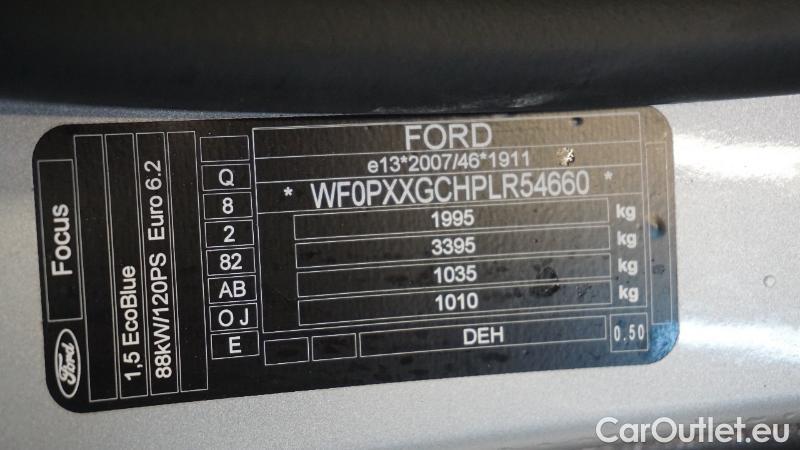 FORD
e13*2007/46*1911
* WF0PXXGCHPLR54660 *
1995 kg
3395 kg
1035 kg
1010 kg
DEH 0.50
Q
8
2
82
AB
O J
E
Focus
1,5 EcoBlue
88kW/120PS Euro 6.2
Ford
CarOutlet.eu